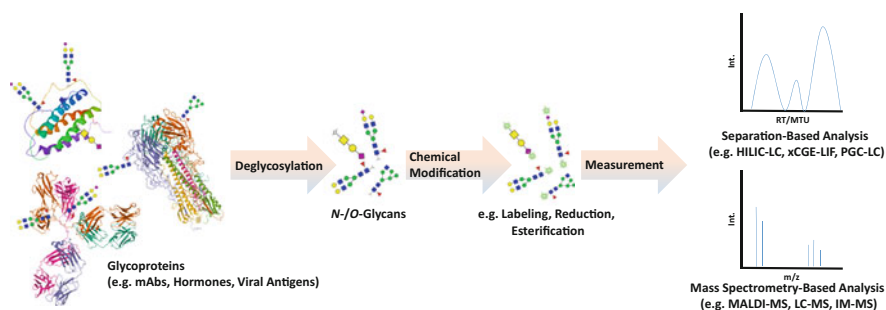 Glycoproteins
(e.g. mAbs, Hormones, Viral Antigens)
Deglycosylation
N-/O-Glycans
Chemical
Modification
e.g. Labeling, Reduction,
Esterification
Measurement
Int.
RT/MTU
Separation-Based Analysis
(e.g. HILIC-LC, xCGE-LIF, PGC-LC)
Int.
m/z
Mass Spectrometry-Based Analysis
(e.g. MALDI-MS, LC-MS, IM-MS)